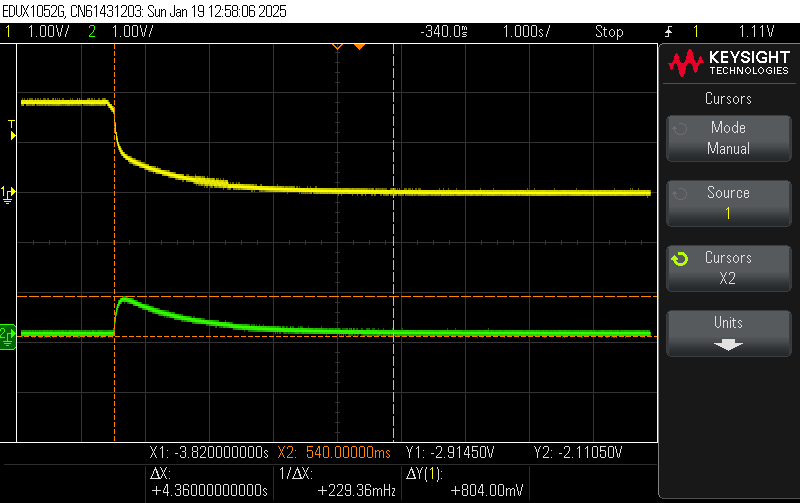 EDUX1052G, CN61431203: Sun Jan 19 12:58:06 2025
1 1.00V/ 2 1.00V/ -340.0ms 1.000s/ Stop 1 1.11V
KEYSIGHT
TECHNOLOGIES
Cursors
Mode
Manual
Source
1
Cursors
X2
Units
T
1
2
X1: -3.820000000s X2: 540.00000ms Y1: -2.91450V Y2: -2.11050V
ΔX: 1/ΔX: ΔY(1):
+4.36000000000s +229.36mHz +804.00mV